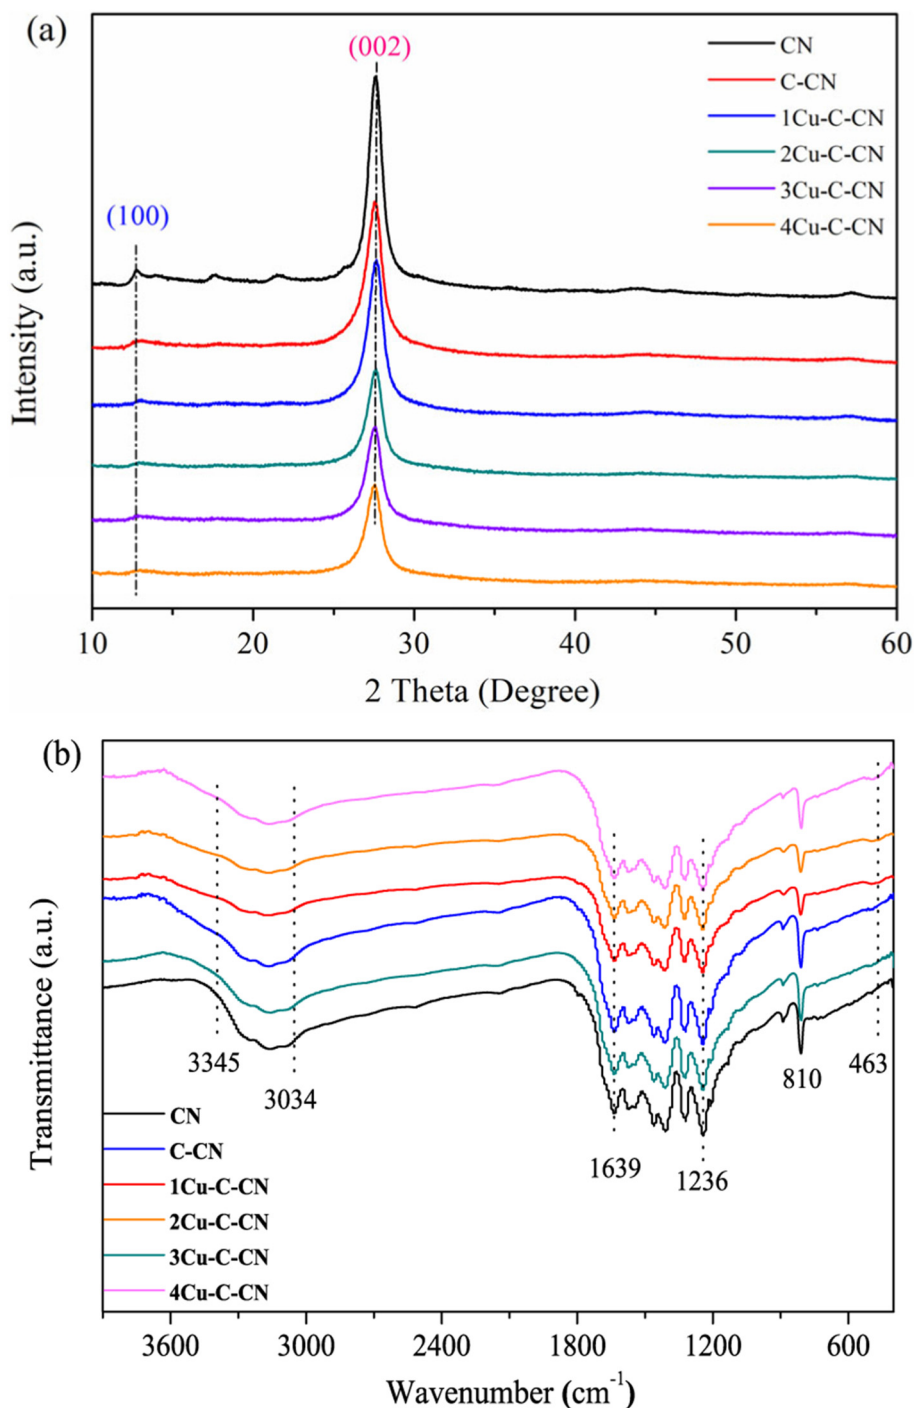 (a)
(002)
(100)
CN
C-CN
1Cu-C-CN
2Cu-C-CN
3Cu-C-CN
4Cu-C-CN
Intensity (a.u.)
10 20 30 40 50 60
2 Theta (Degree)
(b)
3345
3034
1639
1236
810
463
CN
C-CN
1Cu-C-CN
2Cu-C-CN
3Cu-C-CN
4Cu-C-CN
Transmittance (a.u.)
3600 3000 2400 1800 1200 600
Wavenumber (cm⁻¹)